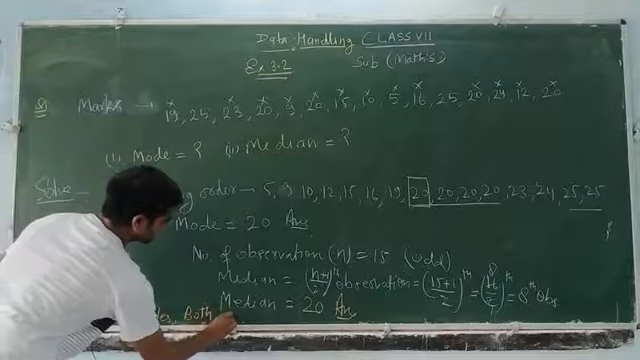 Data Handling CLASS VII
Ex 3.2 Sub (Maths)
Q Marks → 19, 25, 23, 20, 9, 20, 15, 10, 5, 16, 25, 20, 24, 12, 20
(i) Mode = ? (ii) Median = ?
Solve - ing order - 5, 9, 10, 12, 15, 16, 19, 20, 20, 20, 20, 23, 24, 25, 25
Mode = 20 Ans
No. of observation (n) = 15 (odd)
Median = (n+1/2)th observation = (15+1/2)th = (16/2)th 8 = 8th Obs
Median = 20 Ans
Both